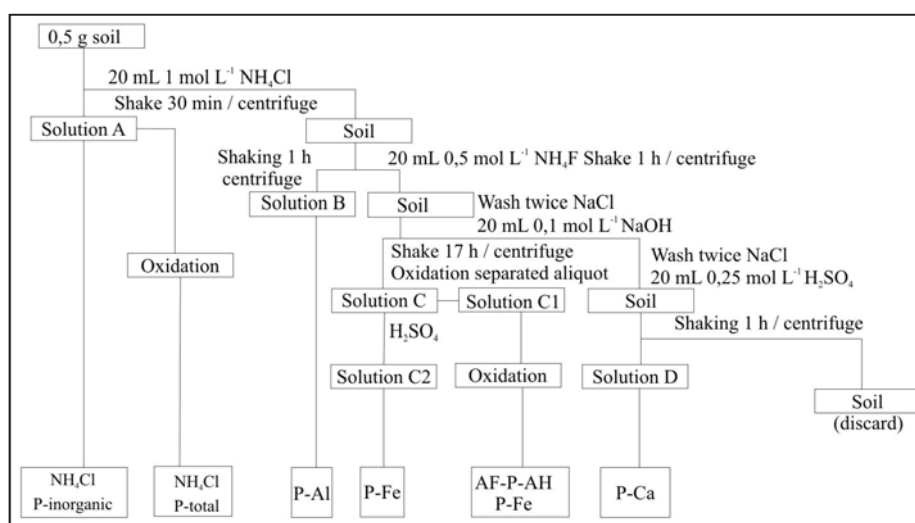 0,5 g soil
20 mL 1 mol L⁻¹ NH₄Cl
Shake 30 min / centrifuge
Solution A
Soil
Shaking 1 h
centrifuge
20 mL 0,5 mol L⁻¹ NH₄F Shake 1 h / centrifuge
Solution B
Soil
Wash twice NaCl
20 mL 0,1 mol L⁻¹ NaOH
Oxidation
Shake 17 h / centrifuge
Oxidation separated aliquot
Wash twice NaCl
20 mL 0,25 mol L⁻¹ H₂SO₄
Solution C
Solution C1
Soil
H₂SO₄
Shaking 1 h / centrifuge
Solution C2
Oxidation
Solution D
Soil
(discard)
NH₄Cl
P-inorganic
NH₄Cl
P-total
P-Al
P-Fe
AF-P-AH
P-Fe
P-Ca